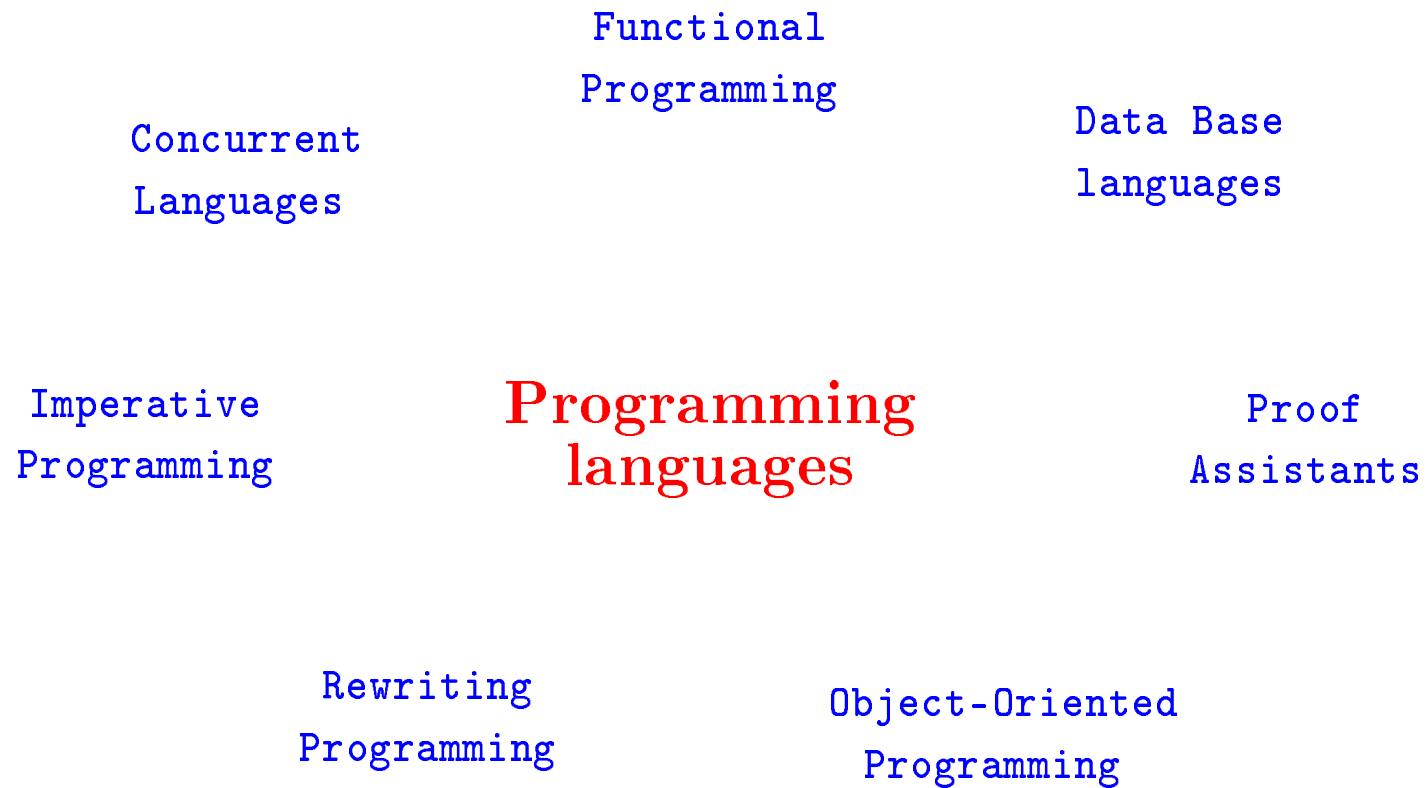 Functional
Programming
Concurrent
Languages
Data Base
languages
Imperative
Programming
Programming
languages
Proof
Assistants
Rewriting
Programming
Object-Oriented
Programming